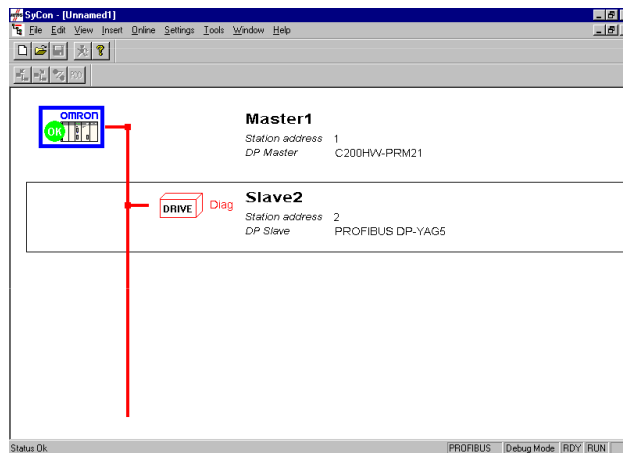 SyCon - [Unnamed1]
File Edit View Insert Online Settings Tools Window Help
OMRON
OK
Master1
Station address 1
DP Master C200HW-PRM21
DRIVE Diag
Slave2
Station address 2
DP Slave PROFIBUS DP-YAG5
Status Ok
PROFIBUS Debug Mode RDY RUN